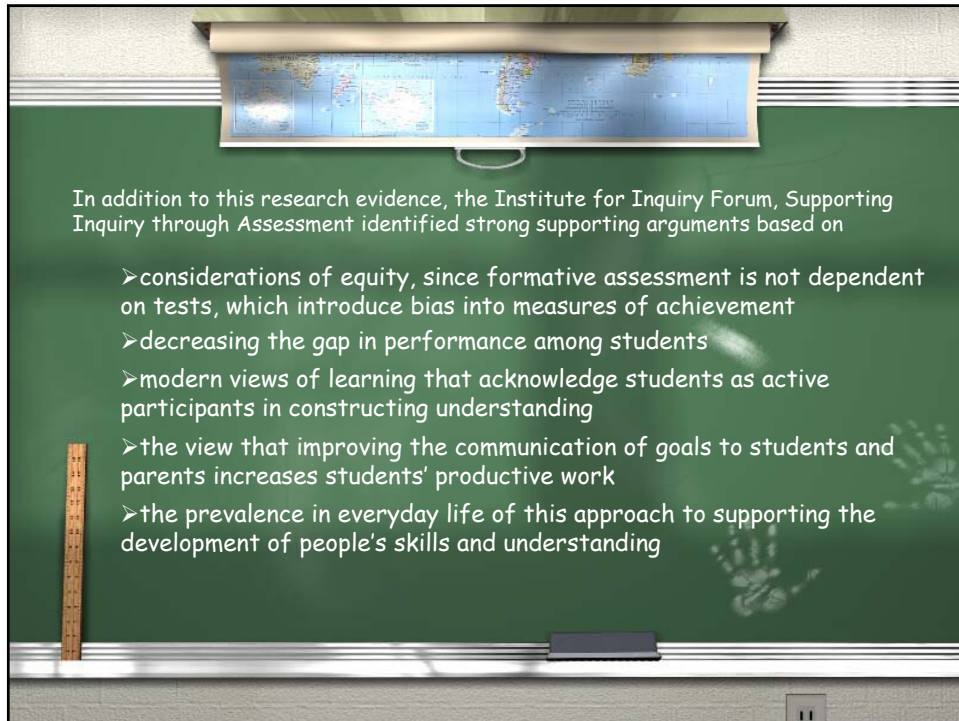 In addition to this research evidence, the Institute for Inquiry Forum, Supporting
Inquiry through Assessment identified strong supporting arguments based on
➢considerations of equity, since formative assessment is not dependent
on tests, which introduce bias into measures of achievement
➢decreasing the gap in performance among students
➢modern views of learning that acknowledge students as active
participants in constructing understanding
➢the view that improving the communication of goals to students and
parents increases students’ productive work
➢the prevalence in everyday life of this approach to supporting the
development of people’s skills and understanding